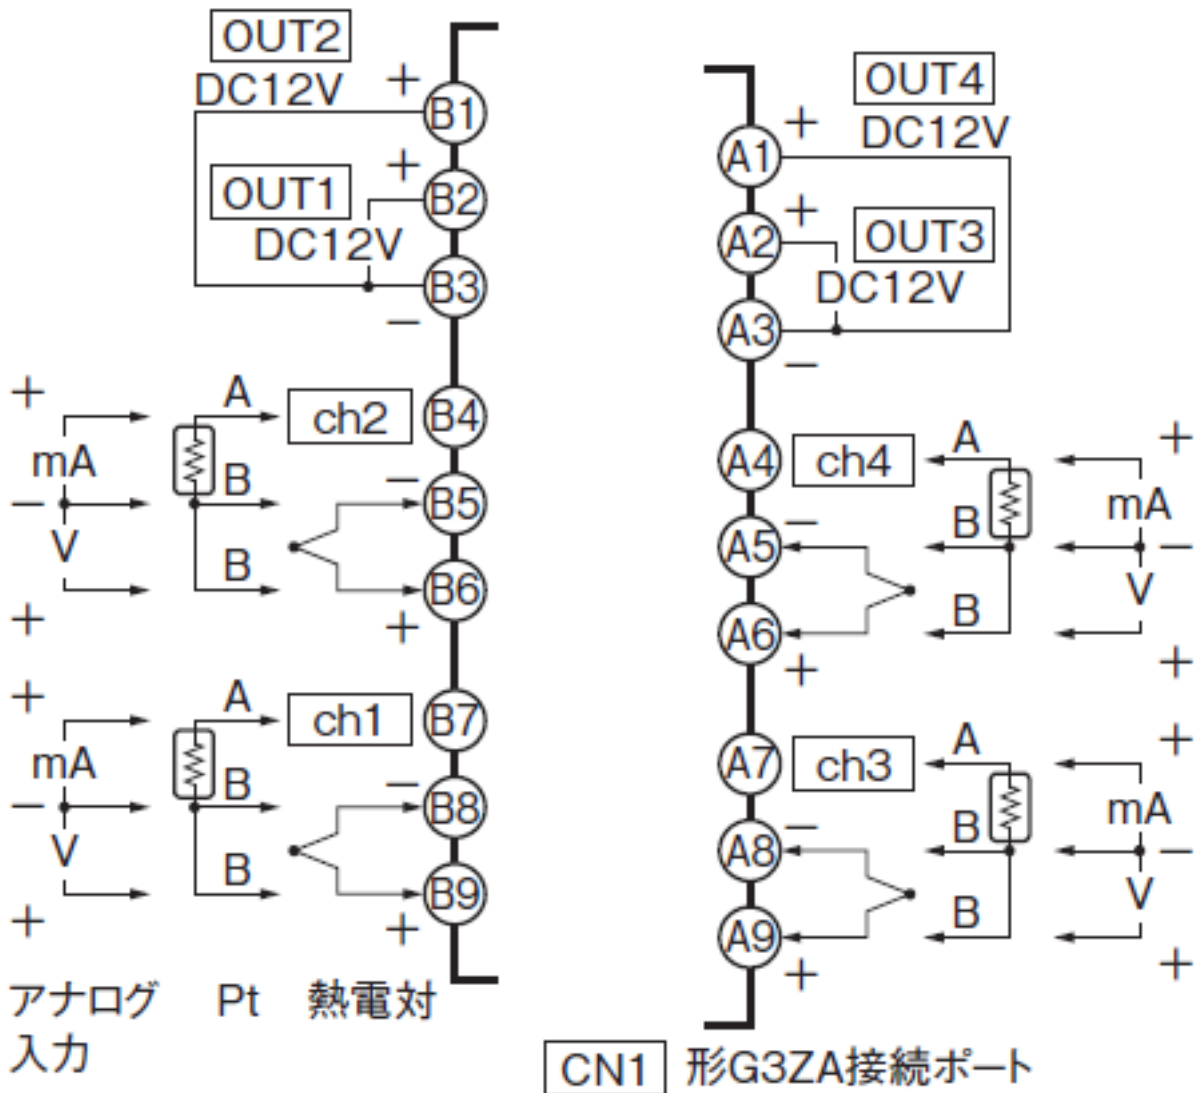 OUT2
DC12V
+
B1
OUT1
+
B2
DC12V
B3
−
+
A
ch2
B4
mA
B
−
B5
−
V
B
B6
+
+
+
A
ch1
B7
mA
B
−
B8
−
V
B
B9
+
+
アナログ
入力
Pt
熱電対
OUT4
+
DC12V
A1
+
A2
OUT3
DC12V
A3
−
A4
ch4
A
+
mA
−
A5
B
−
V
A6
B
+
+
A7
ch3
A
+
mA
−
A8
B
−
V
A9
B
+
+
CN1 形G3ZA接続ポート